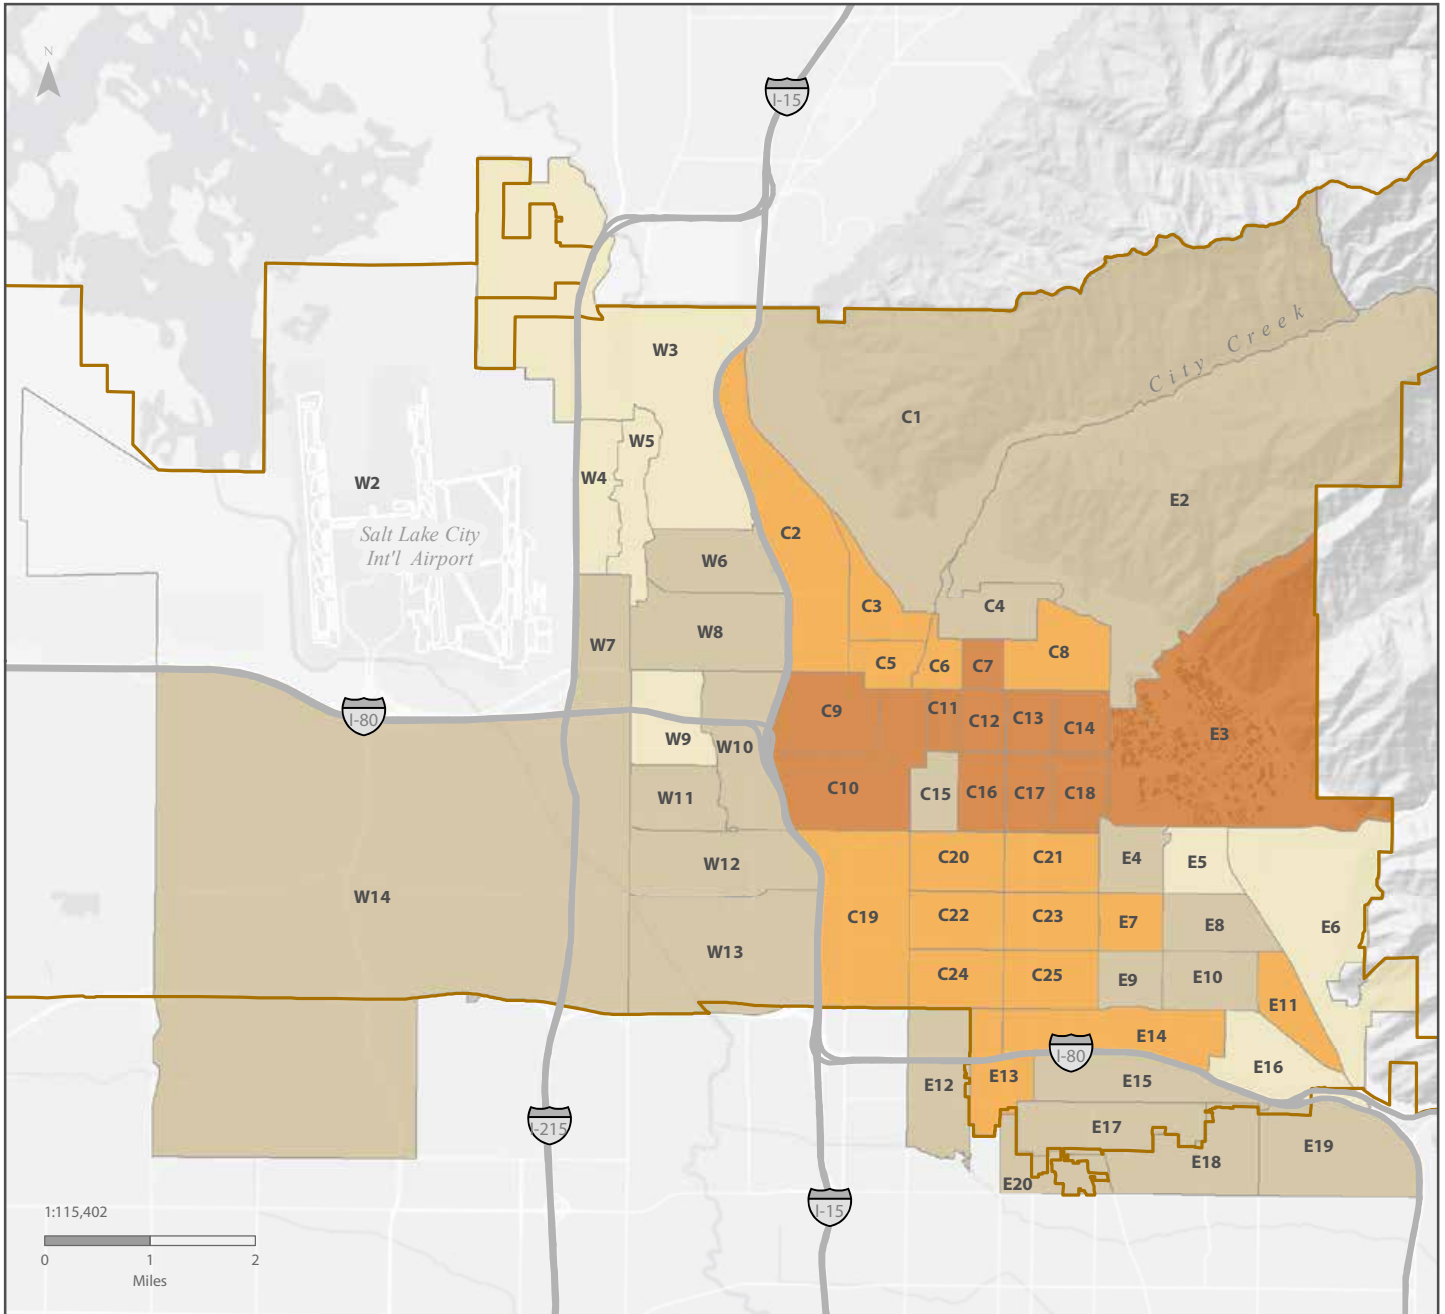 N
I-15
City Creek
W3
C1
W5
W4
W2
E2
Salt Lake City
Int'l Airport
C2
W6
C3
C4
W8
W7
C8
C5
C6
C7
I-80
C9
C11
C12
C13
C14
E3
W9
W10
C10
C15
C16
C17
C18
W11
W12
C20
C21
E4
E5
W14
C19
C22
C23
E7
E8
E6
W13
C24
C25
E9
E10
E11
E14
I-80
E16
E12
E13
E15
I-215
E17
E19
E18
E20
I-15
1:115,402
0 1 2
Miles